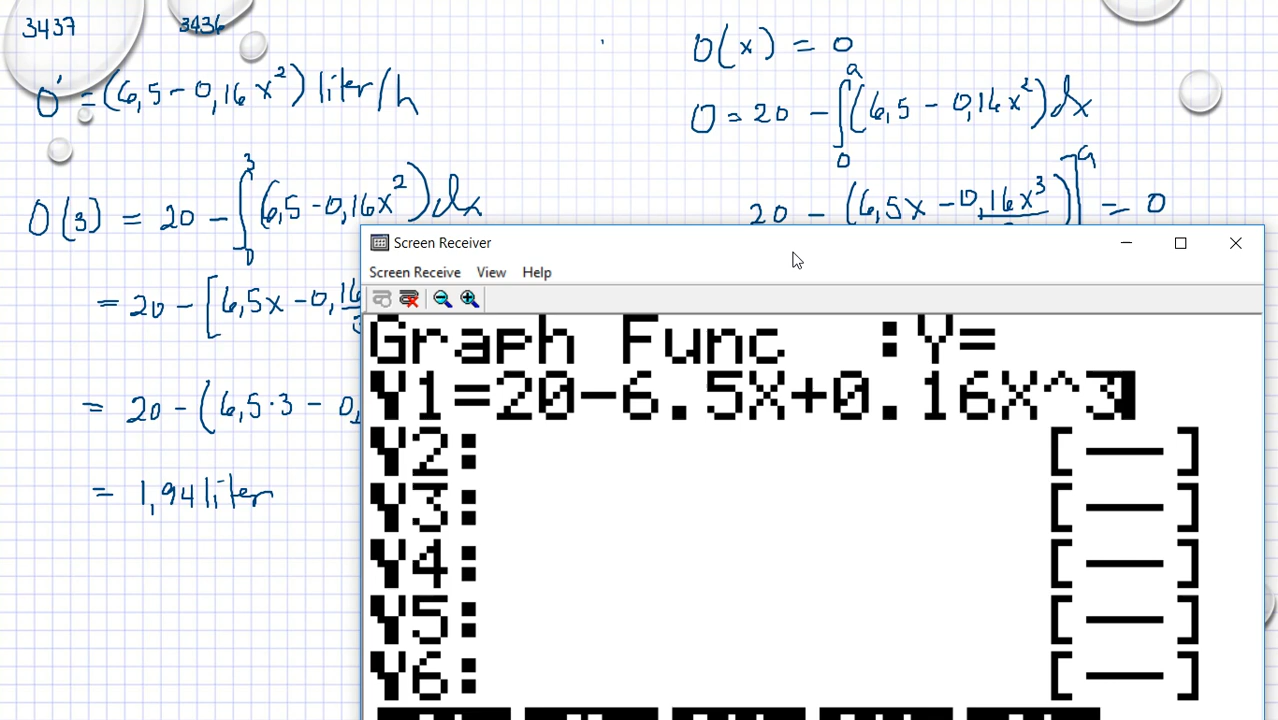 3437 3436
O' = (6,5 - 0,16x²) liter/h
O(3) = 20 - ∫₀³ (6,5 - 0,16x²)dx
= 20 - [6,5x - 0,16
= 20 - (6,5·3 - 0,
= 1,94 liter
O(x) = 0
0 = 20 - ∫₀ᵃ (6,5 - 0,16x²)dx
20 - (6,5x - 0,16x³)]ᵃ = 0
Screen Receiver
Screen Receive View Help
Graph Func :Y=
Y1=20-6.5X+0.16X^3
Y2: [—]
Y3: [—]
Y4: [—]
Y5: [—]
Y6: [—]